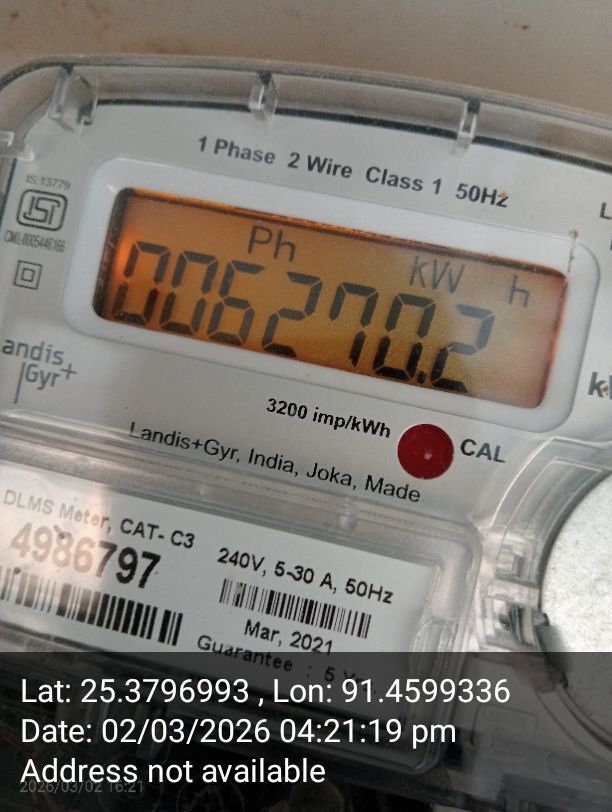 1 Phase 2 Wire Class 1 50Hz
IS.13779
CM/L-0005446166
Ph
kW h
006270.2
andis
Gyr+
3200 imp/kWh
CAL
Landis+Gyr, India, Joka, Made
DLMS Meter, CAT- C3
4986797
240V, 5-30 A, 50Hz
Mar, 2021
Guarantee : 5
Lat: 25.3796993 , Lon: 91.4599336
Date: 02/03/2026 04:21:19 pm
Address not available
2026/03/02 16:21